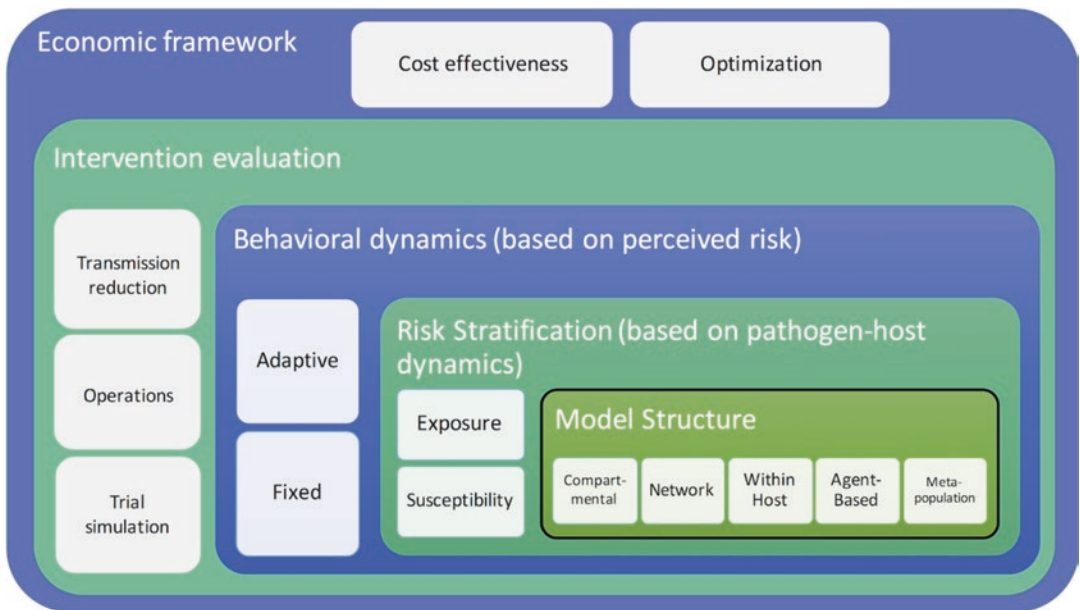 Economic framework
Cost effectiveness
Optimization
Intervention evaluation
Transmission
reduction
Operations
Trial
simulation
Behavioral dynamics (based on perceived risk)
Adaptive
Fixed
Risk Stratification (based on pathogen-host
dynamics)
Exposure
Susceptibility
Model Structure
Compart-
mental
Network
Within
Host
Agent-
Based
Meta-
population